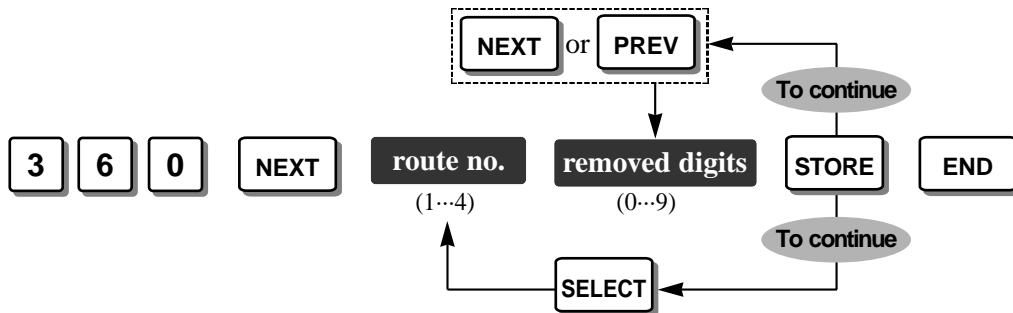 NEXT or PREV
To continue
3 6 0 NEXT route no. removed digits STORE END
(1···4) (0···9)
To continue
SELECT